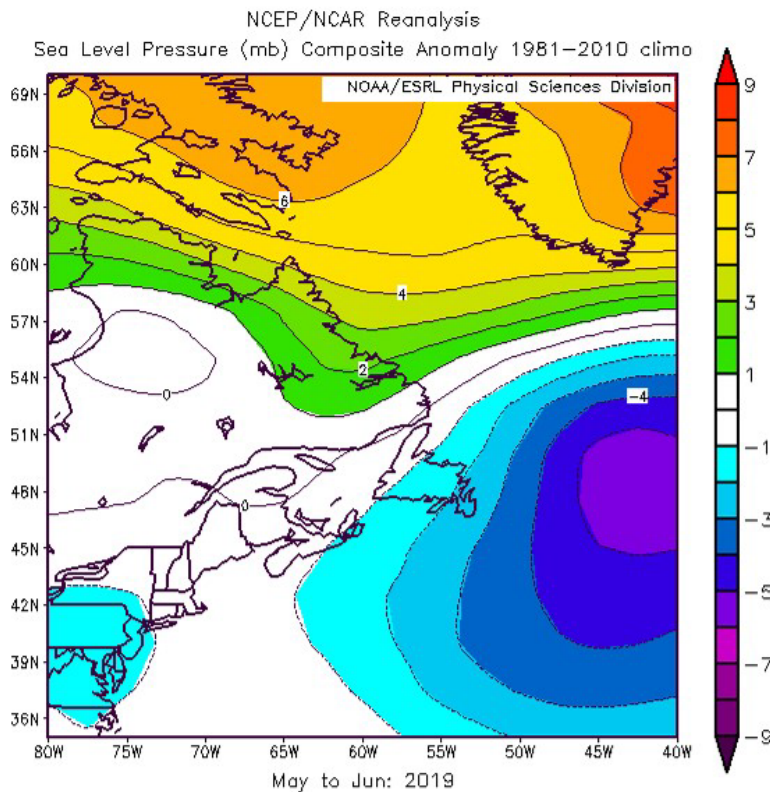 NCEP/NCAR Reanalysis
Sea Level Pressure (mb) Composite Anomaly 1981−2010 climo
NOAA/ESRL Physical Sciences Division
69N
66N
63N
60N
57N
54N
51N
48N
45N
42N
39N
36N
6
4
2
0
0
−4
80W 75W 70W 65W 60W 55W 50W 45W 40W
9
7
5
3
1
−1
−3
−5
−7
−9
May to Jun: 2019